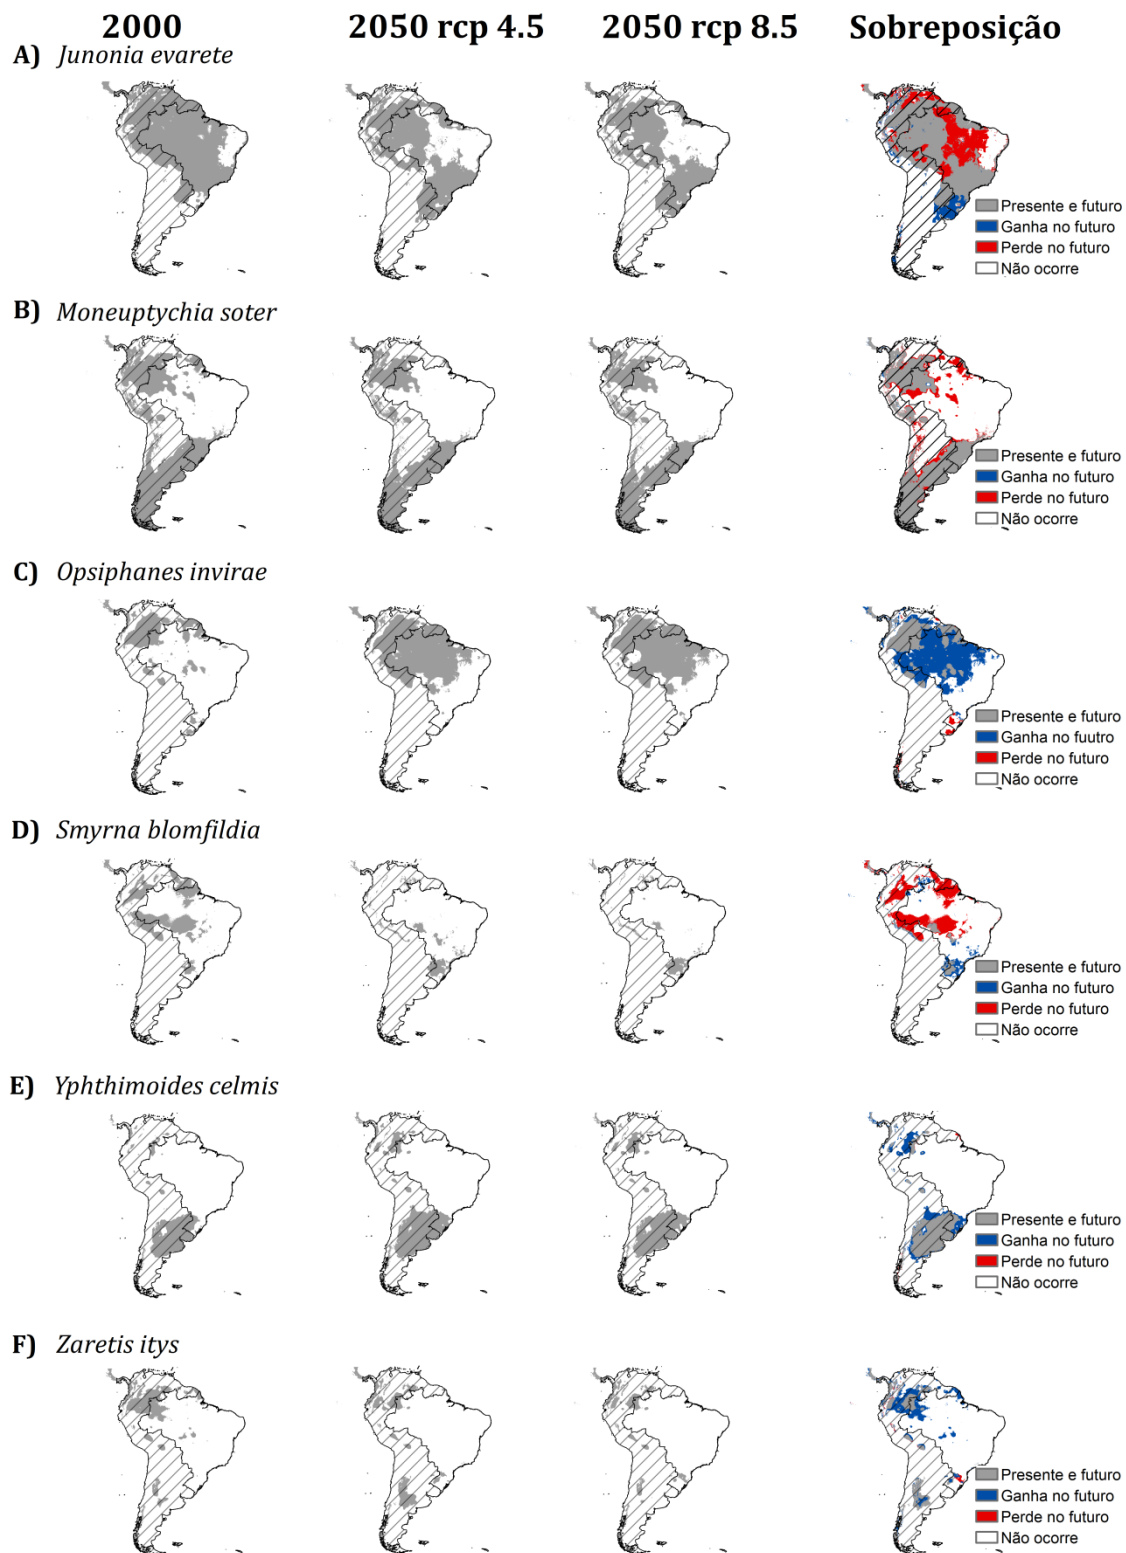 2000 2050 rcp 4.5 2050 rcp 8.5 Sobreposição
A) Junonia evarete
Presente e futuro
Ganha no futuro
Perde no futuro
Não ocorre
B) Moneuptychia soter
Presente e futuro
Ganha no futuro
Perde no futuro
Não ocorre
C) Opsiphanes invirae
Presente e futuro
Ganha no fuutro
Perde no futuro
Não ocorre
D) Smyrna blomfildia
Presente e futuro
Ganha no futuro
Perde no futuro
Não ocorre
E) Yphthimoides celmis
Presente e futuro
Ganha no futuro
Perde no futuro
Não ocorre
F) Zaretis itys
Presente e futuro
Ganha no futuro
Perde no futuro
Não ocorre